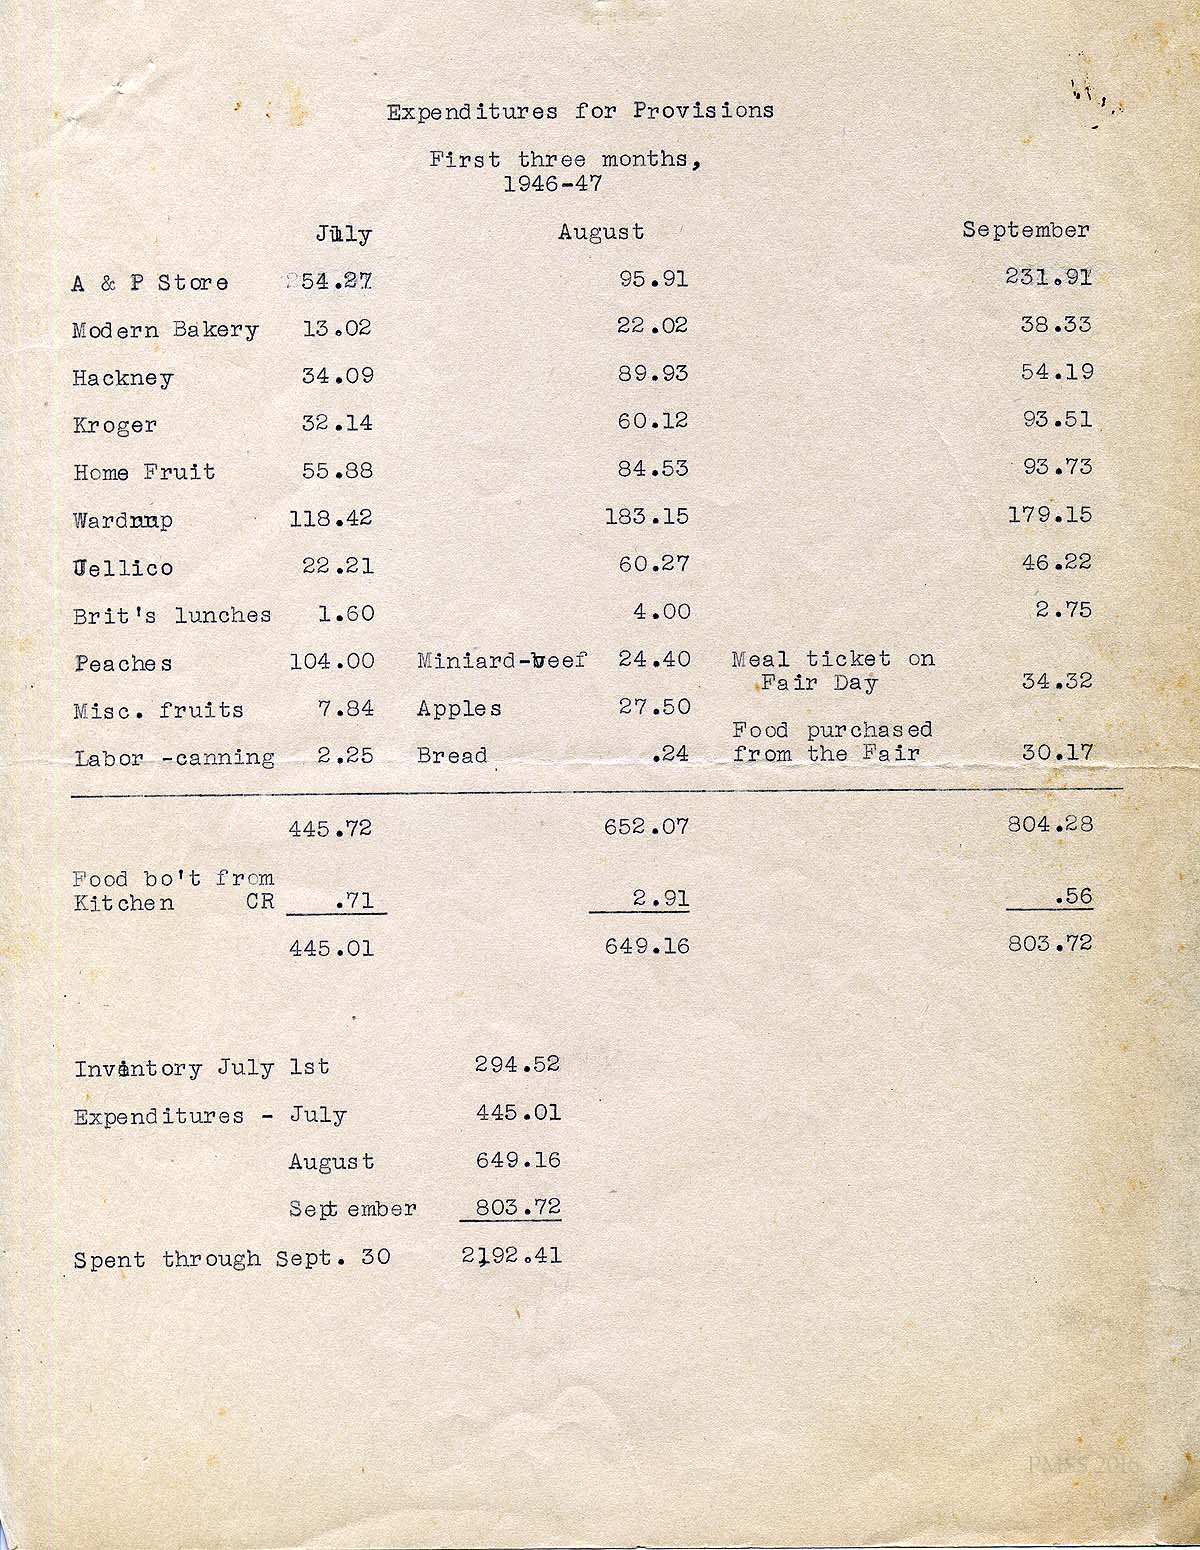 Expenditures for Provisions
First three months,
1946-47
July August September
A & P Store 54.27 95.91 231.91
Modern Bakery 13.02 22.02 38.33
Hackney 34.09 89.93 54.19
Kroger 32.14 60.12 93.51
Home Fruit 55.88 84.53 93.73
Wardrup 118.42 183.15 179.15
Jellico 22.21 60.27 46.22
Brit's lunches 1.60 4.00 2.75
Peaches 104.00 Miniard-beef 24.40 Meal ticket on
Fair Day 34.32
Misc. fruits 7.84 Apples 27.50
Food purchased
Labor -canning 2.25 Bread .24 from the Fair 30.17
445.72 652.07 804.28
Food bo't from
Kitchen CR .71 2.91 .56
445.01 649.16 803.72
Inventory July 1st 294.52
Expenditures - July 445.01
August 649.16
September 803.72
Spent through Sept. 30 2,192.41
PMSS 2016